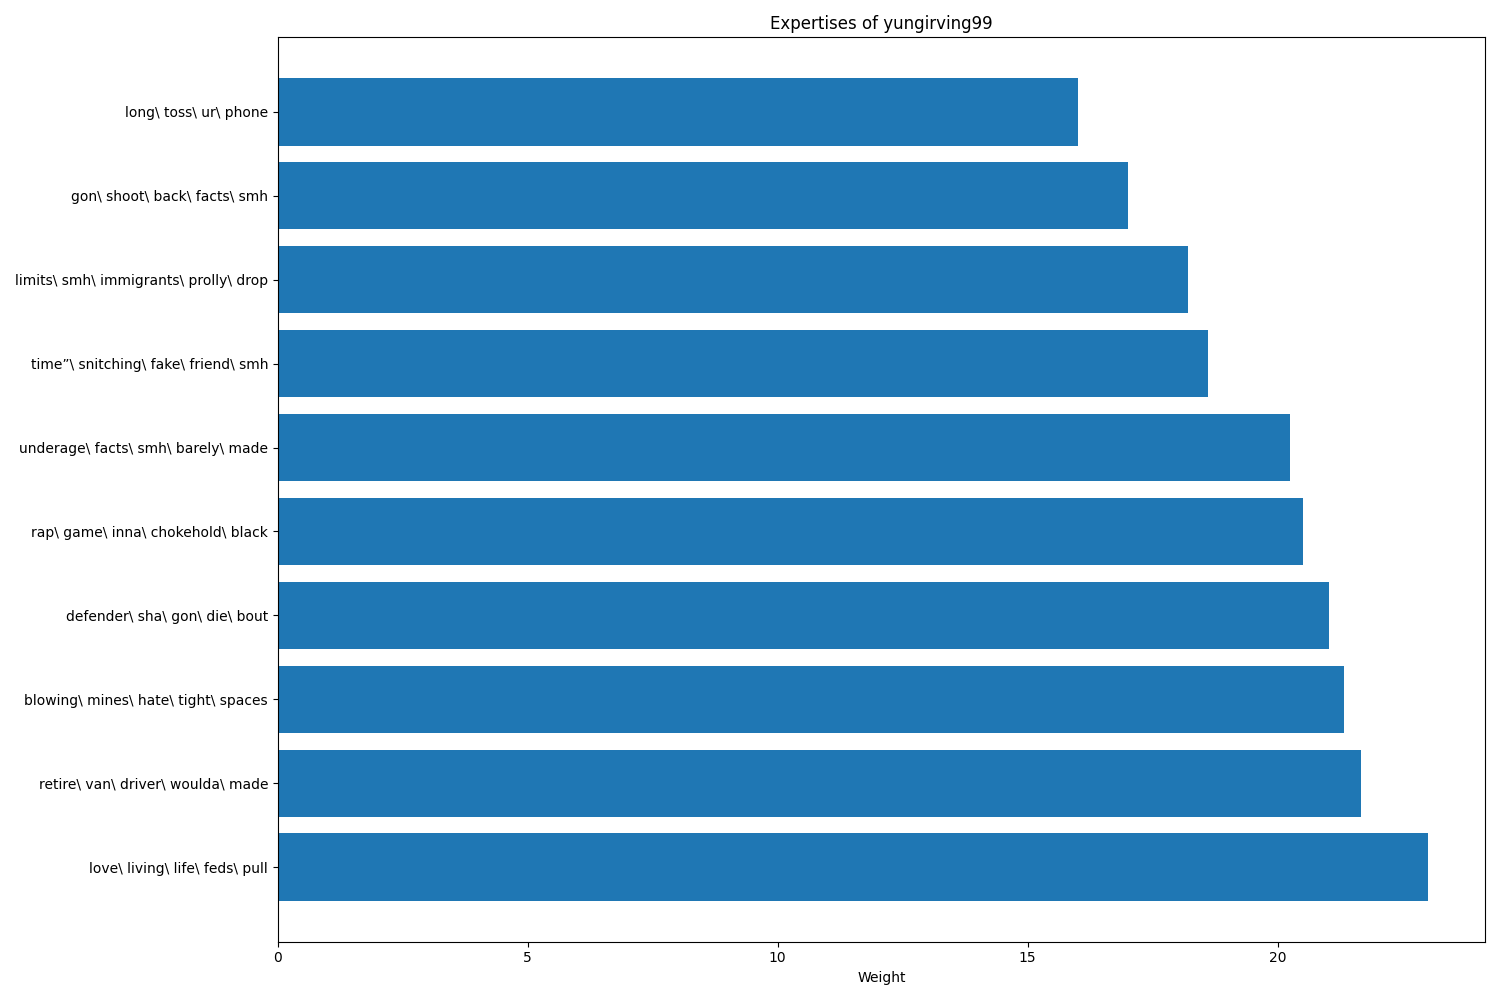 Expertises of yungirving99
long\ toss\ ur\ phone
gon\ shoot\ back\ facts\ smh
limits\ smh\ immigrants\ prolly\ drop
time”\ snitching\ fake\ friend\ smh
underage\ facts\ smh\ barely\ made
rap\ game\ inna\ chokehold\ black
defender\ sha\ gon\ die\ bout
blowing\ mines\ hate\ tight\ spaces
retire\ van\ driver\ woulda\ made
love\ living\ life\ feds\ pull
0 5 10 15 20
Weight